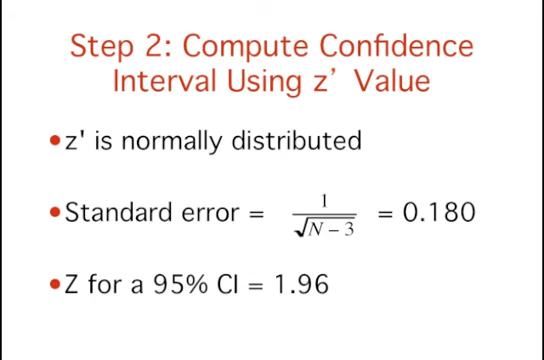 Step 2: Compute Confidence
Interval Using z’ Value
•z' is normally distributed
•Standard error = 1/√N – 3 = 0.180
•Z for a 95% CI = 1.96